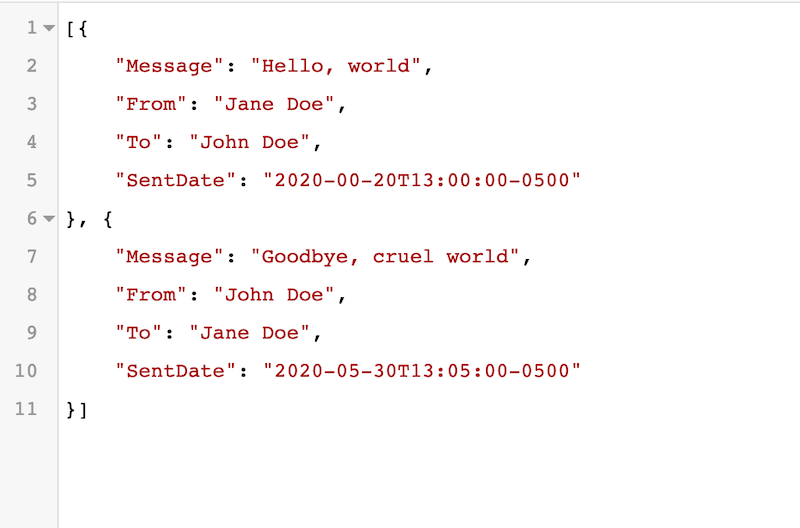 1 [{
2     "Message": "Hello, world",
3     "From": "Jane Doe",
4     "To": "John Doe",
5     "SentDate": "2020-00-20T13:00:00-0500"
6 }, {
7     "Message": "Goodbye, cruel world",
8     "From": "John Doe",
9     "To": "Jane Doe",
10     "SentDate": "2020-05-30T13:05:00-0500"
11 }]